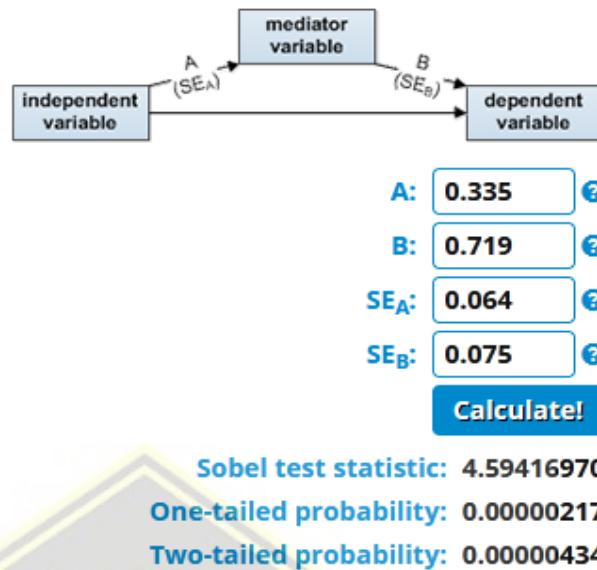 mediator
variable
A
(SEA)
B
(SEB)
independent
variable
dependent
variable
A: 0.335 ?
B: 0.719 ?
SEA: 0.064 ?
SEB: 0.075 ?
Calculate!
Sobel test statistic: 4.59416970
One-tailed probability: 0.00000217
Two-tailed probability: 0.00000434